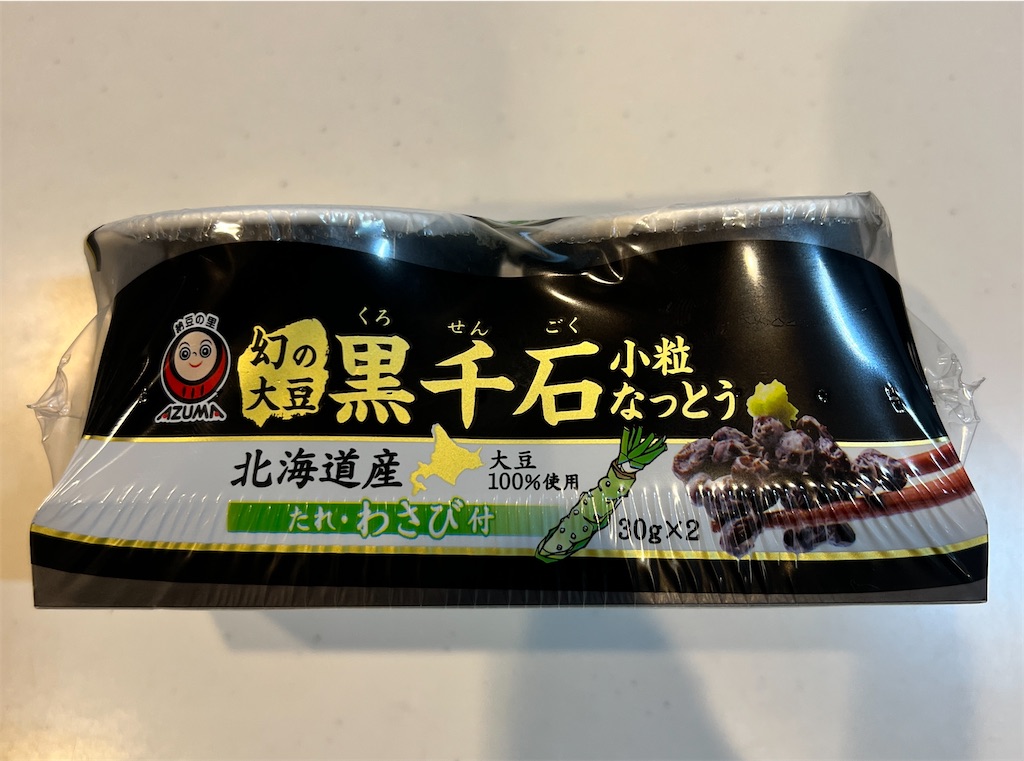 納豆の里
AZUMA
幻の
大豆
くろ せん ごく
黒千石
小粒
なっとう
北海道産
大豆
100%使用
たれ・わさび付
30g×2